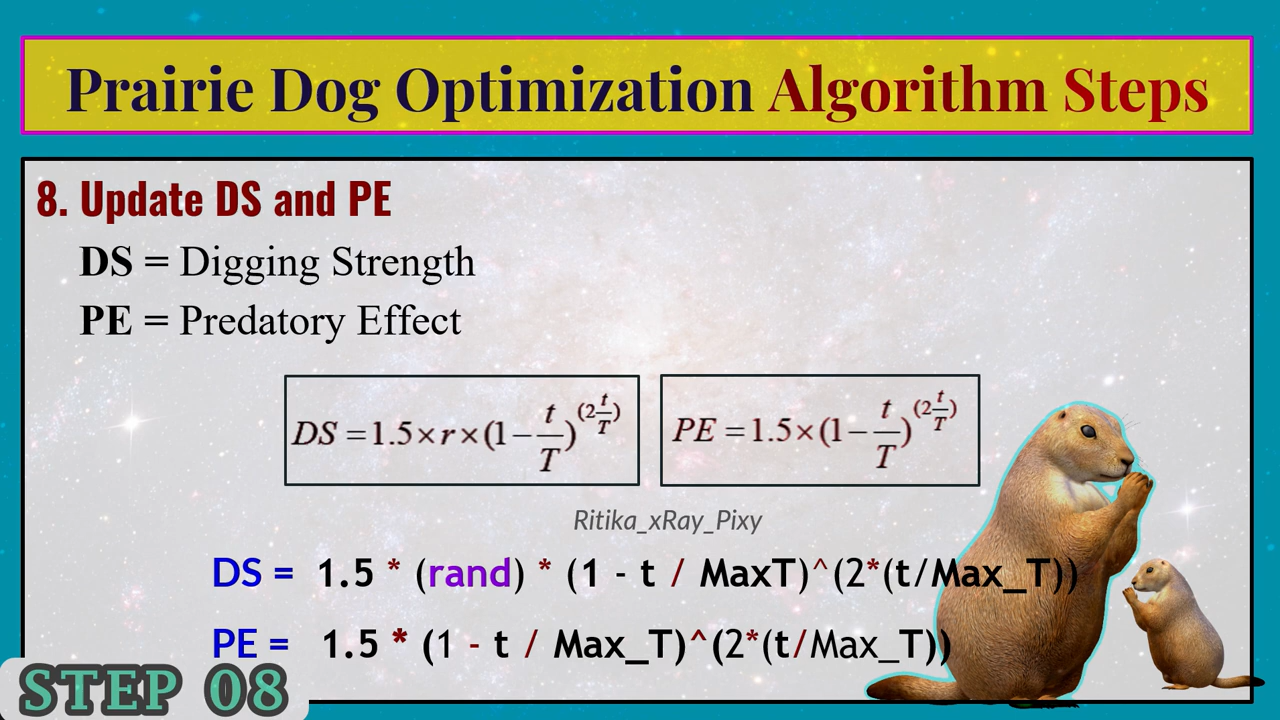 Prairie Dog Optimization Algorithm Steps
8. Update DS and PE
DS = Digging Strength
PE = Predatory Effect
DS = 1.5 × r × (1 − t/T)^(2 t/T)
PE = 1.5 × (1 − t/T)^(2 t/T)
Ritika_xRay_Pixy
DS = 1.5 * (rand) * (1 - t / MaxT)^(2*(t/Max_T))
PE = 1.5 * (1 - t / Max_T)^(2*(t/Max_T))
STEP 08